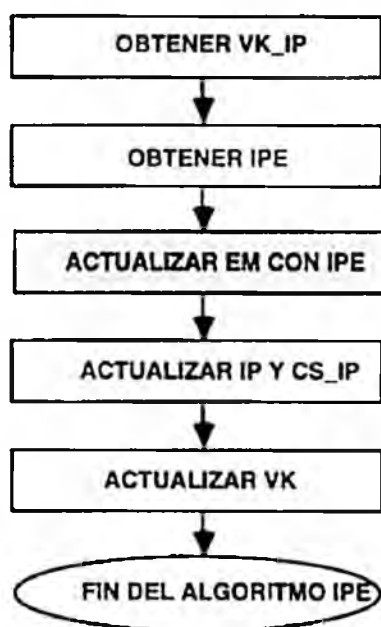 OBTENER VK_IP
OBTENER IPE
ACTUALIZAR EM CON IPE
ACTUALIZAR IP Y CS_IP
ACTUALIZAR VK
FIN DEL ALGORITMO IPE